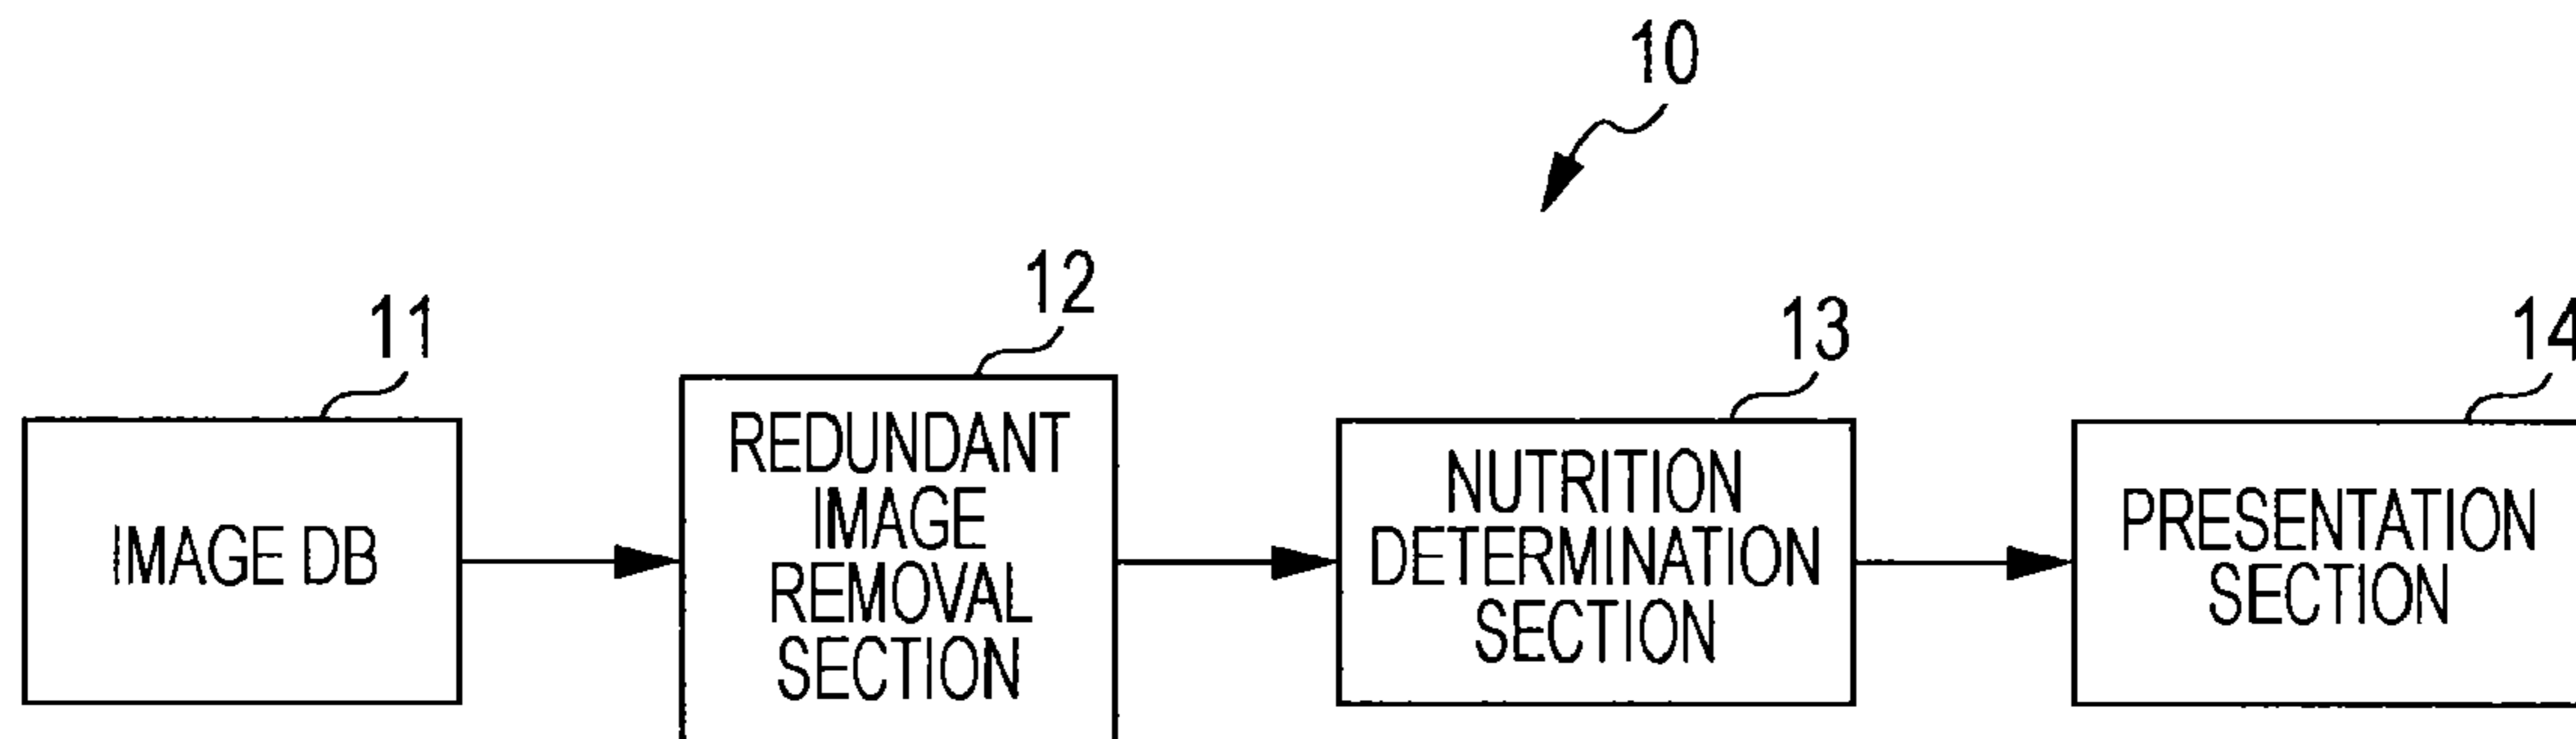 10
11
12
13
14
IMAGE DB
REDUNDANT
IMAGE
REMOVAL
SECTION
NUTRITION
DETERMINATION
SECTION
PRESENTATION
SECTION